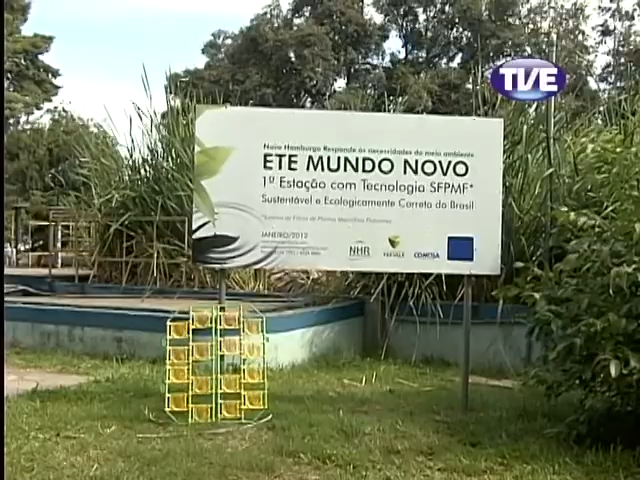 TVE
Novo Hamburgo Responde às necessidades do meio ambiente
ETE MUNDO NOVO
1ª Estação com Tecnologia SFPMF*
Sustentável e Ecologicamente Correta do Brasil
JANEIRO/2012
NHR
COMUSA